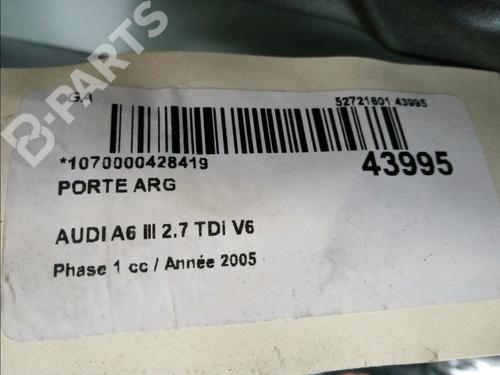 B-PARTS
GA
52721601 43995
*1070000428419
43995
PORTE ARG
AUDI A6 III 2.7 TDi V6
Phase 1 cc / Année 2005